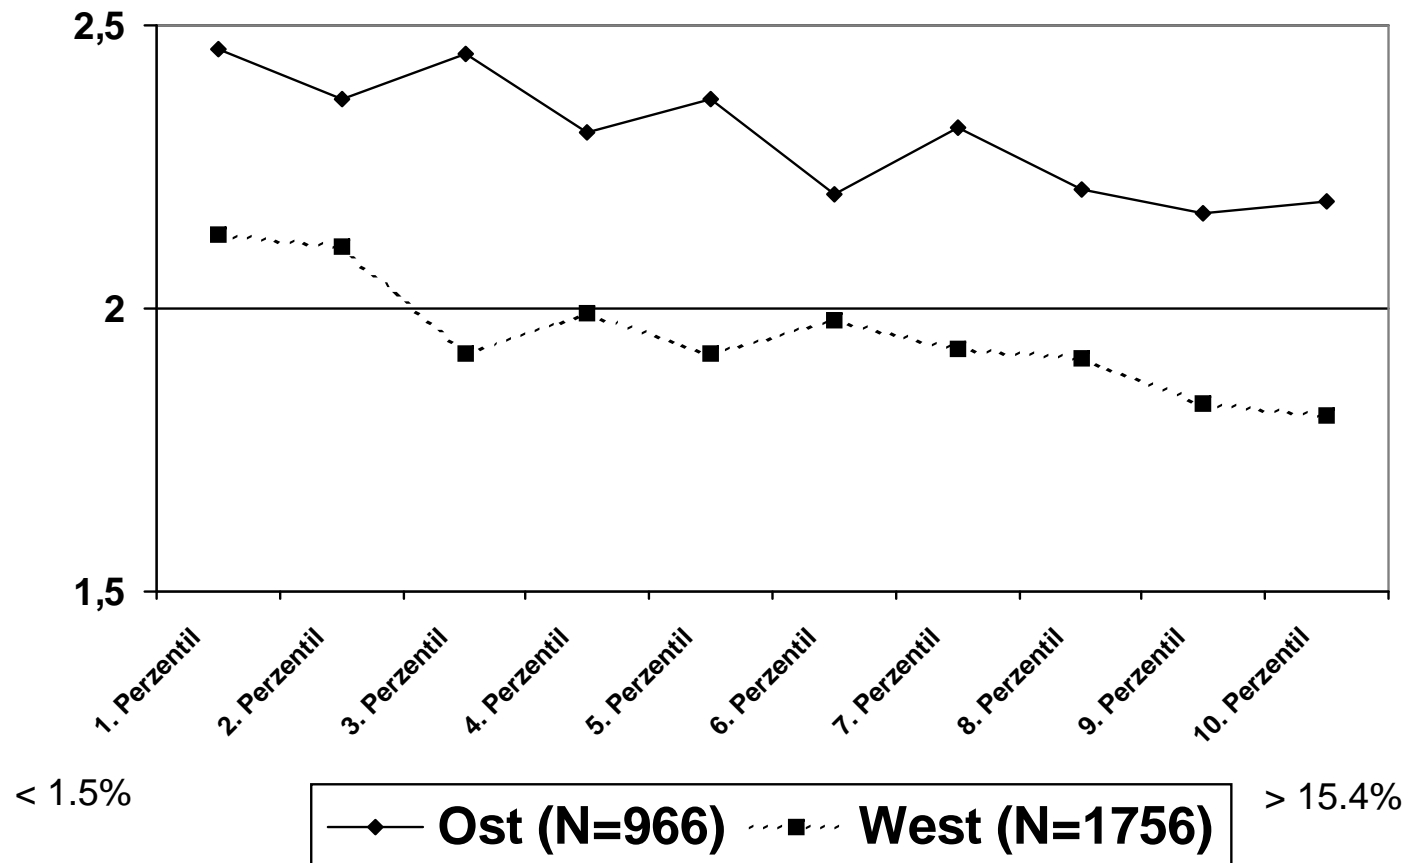 2,5
2
1,5
1. Perzentil
2. Perzentil
3. Perzentil
4. Perzentil
5. Perzentil
6. Perzentil
7. Perzentil
8. Perzentil
9. Perzentil
10. Perzentil
< 1.5%
Ost (N=966) West (N=1756)
> 15.4%